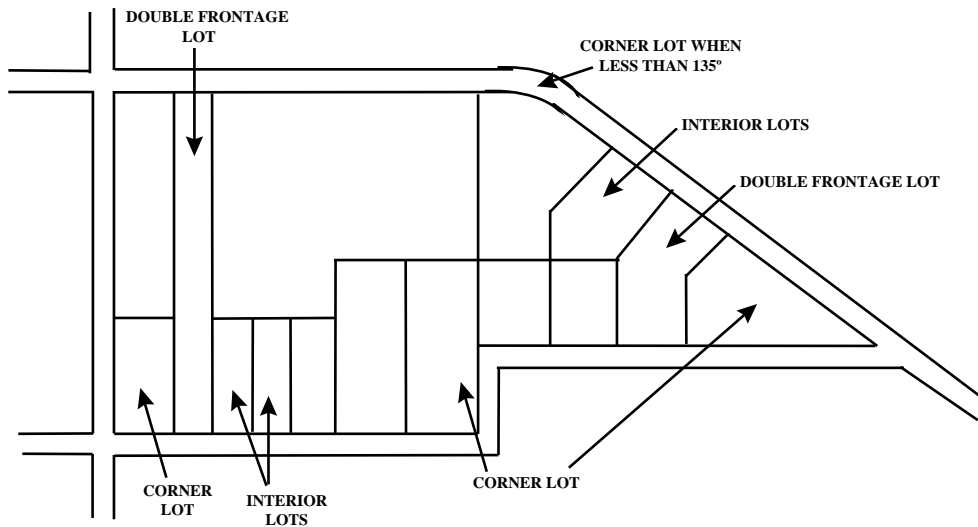 DOUBLE FRONTAGE
LOT
CORNER LOT WHEN
LESS THAN 135º
INTERIOR LOTS
DOUBLE FRONTAGE LOT
CORNER
LOT
INTERIOR
LOTS
CORNER LOT